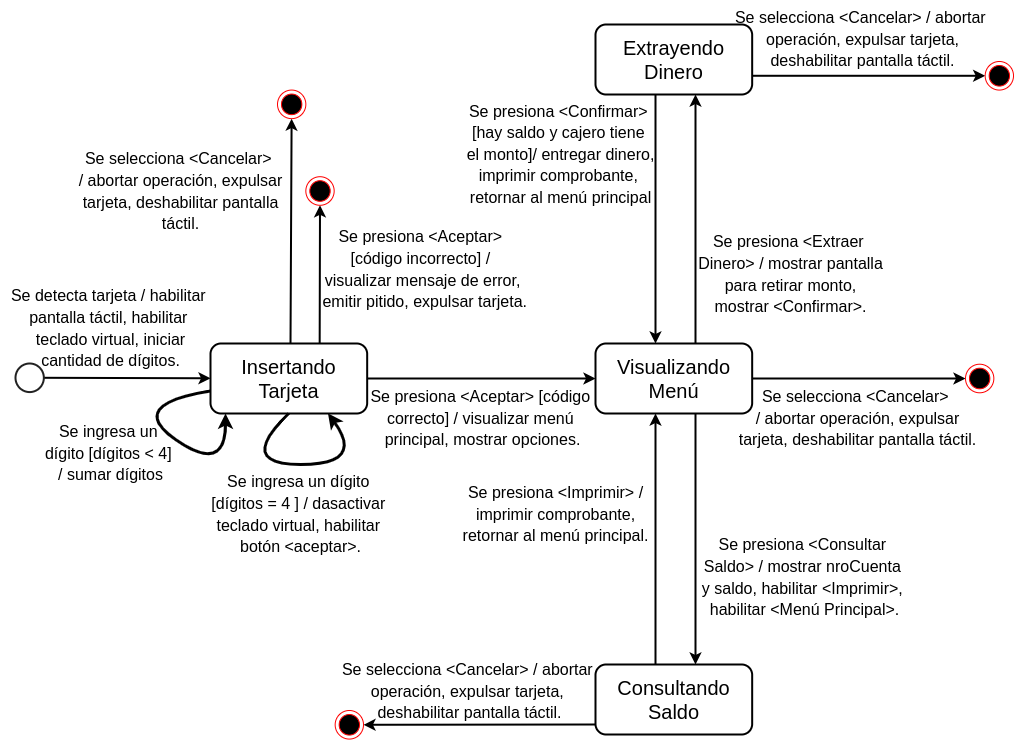 Se selecciona <Cancelar> / abortar
operación, expulsar tarjeta,
deshabilitar pantalla táctil.
Extrayendo
Dinero
Se presiona <Confirmar>
[hay saldo y cajero tiene
el monto]/ entregar dinero,
imprimir comprobante,
retornar al menú principal
Se selecciona <Cancelar>
/ abortar operación, expulsar
tarjeta, deshabilitar pantalla
táctil.
Se presiona <Aceptar>
[código incorrecto] /
visualizar mensaje de error,
emitir pitido, expulsar tarjeta.
Se presiona <Extraer
Dinero> / mostrar pantalla
para retirar monto,
mostrar <Confirmar>.
Se detecta tarjeta / habilitar
pantalla táctil, habilitar
teclado virtual, iniciar
cantidad de dígitos.
Insertando
Tarjeta
Visualizando
Menú
Se presiona <Aceptar> [código
correcto] / visualizar menú
principal, mostrar opciones.
Se selecciona <Cancelar>
/ abortar operación, expulsar
tarjeta, deshabilitar pantalla táctil.
Se ingresa un
dígito [dígitos < 4]
/ sumar dígitos
Se ingresa un dígito
[dígitos = 4 ] / dasactivar
teclado virtual, habilitar
botón <aceptar>.
Se presiona <Imprimir> /
imprimir comprobante,
retornar al menú principal.
Se presiona <Consultar
Saldo> / mostrar nroCuenta
y saldo, habilitar <Imprimir>,
habilitar <Menú Principal>.
Se selecciona <Cancelar> / abortar
operación, expulsar tarjeta,
deshabilitar pantalla táctil.
Consultando
Saldo